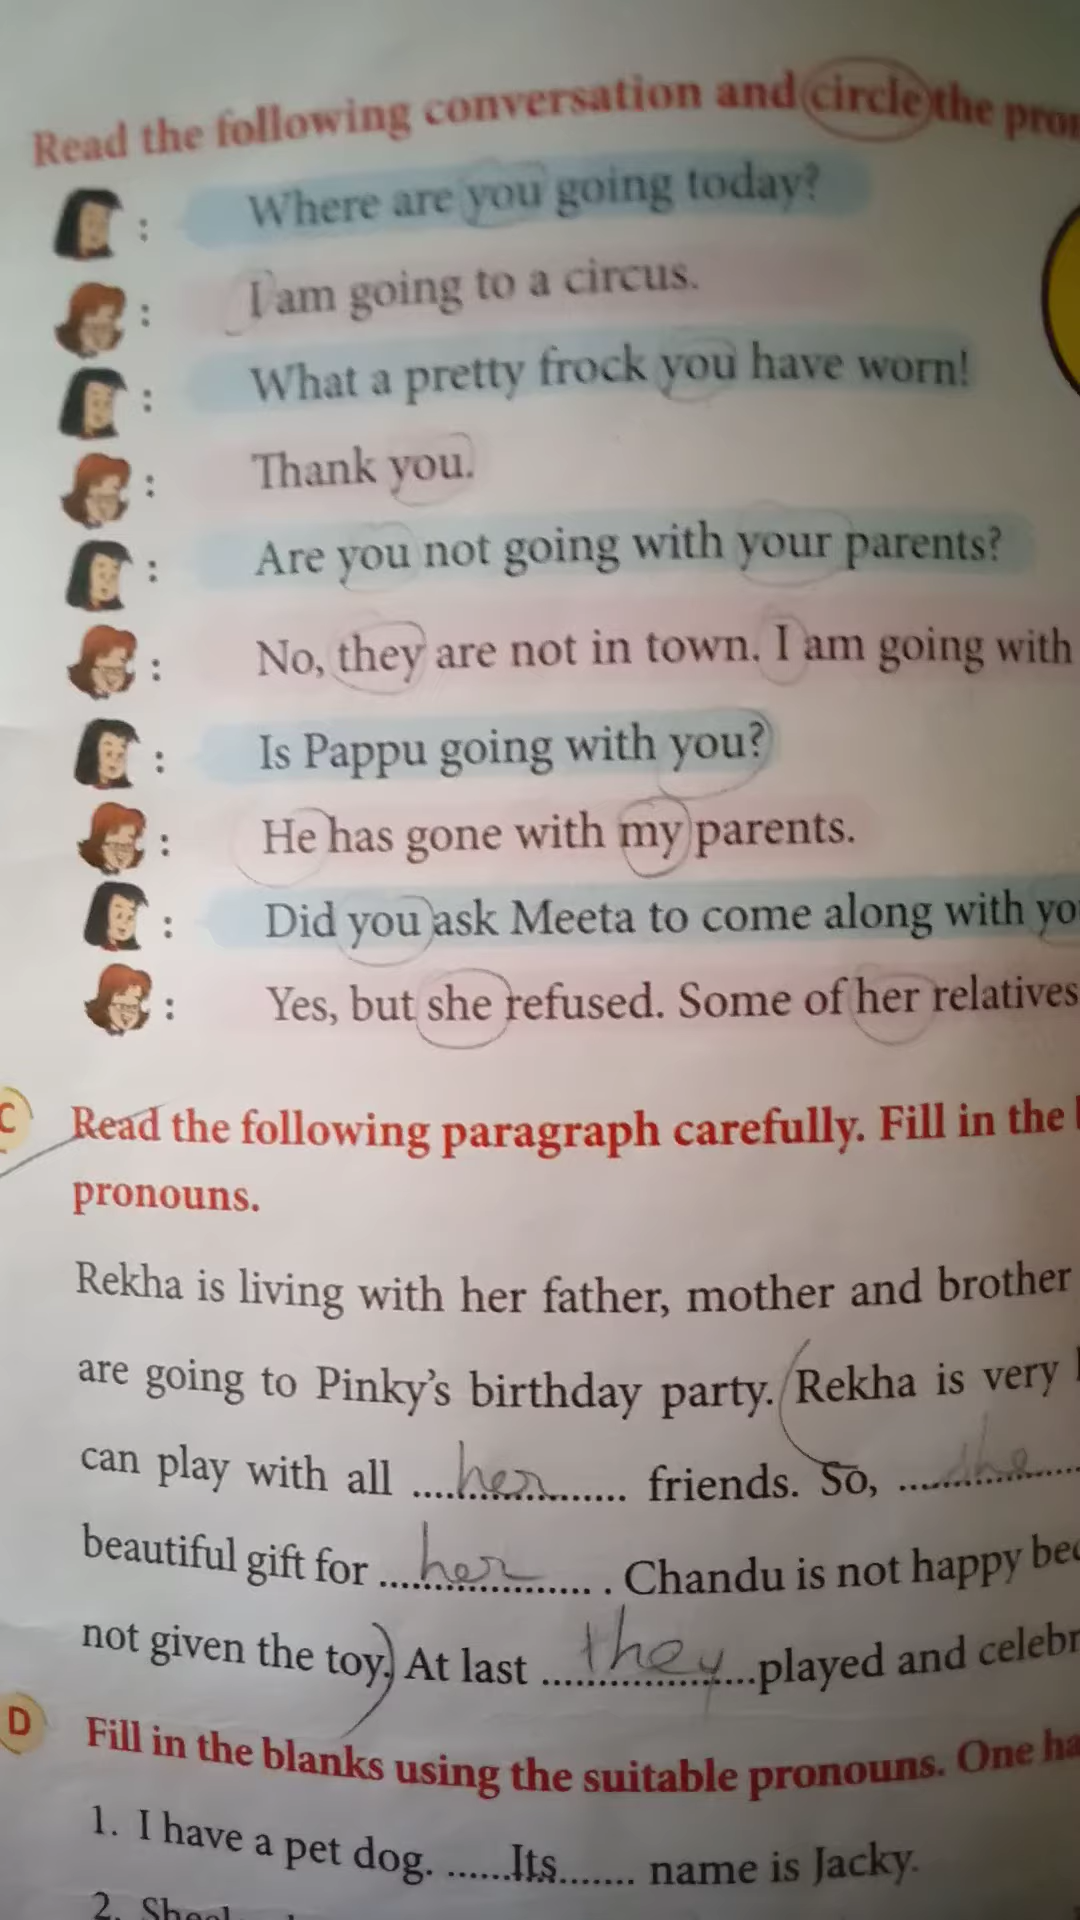 Read the following conversation and circle the
: Where are you going today?
: I am going to a circus.
: What a pretty frock you have worn!
: Thank you.
: Are you not going with your parents?
: No, they are not in town. I am going with
: Is Pappu going with you?
: He has gone with my parents.
: Did you ask Meeta to come along with
: Yes, but she refused. Some of her relatives
C Read the following paragraph carefully. Fill in the
pronouns.
Rekha is living with her father, mother and brother
are going to Pinky's birthday party. Rekha is very
can play with all ....her.... friends. So, ........
beautiful gift for ....her.... . Chandu is not happy
not given the toy. At last ....they....played and
D Fill in the blanks using the suitable pronouns. One
1. I have a pet dog. ......Its....... name is Jacky.
2.